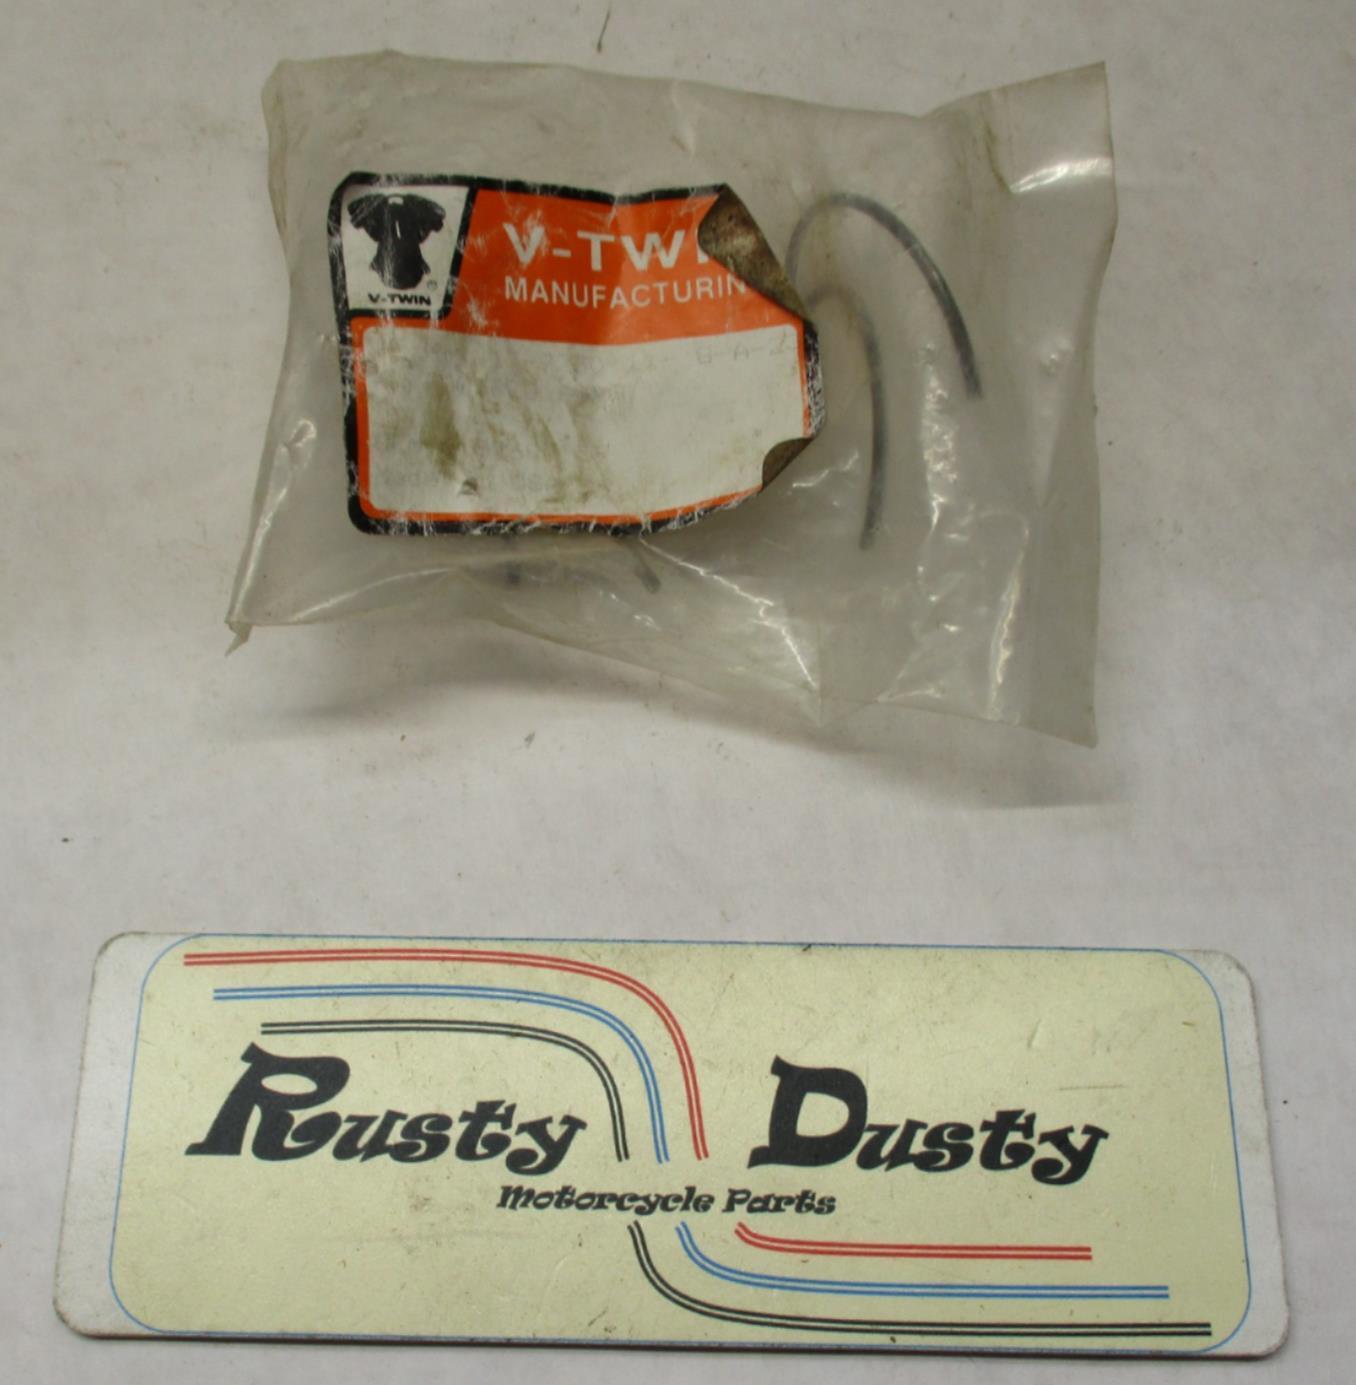 V-TWI
MANUFACTURIN
V-TWIN
®
Rusty Dusty
Motorcycle Parts